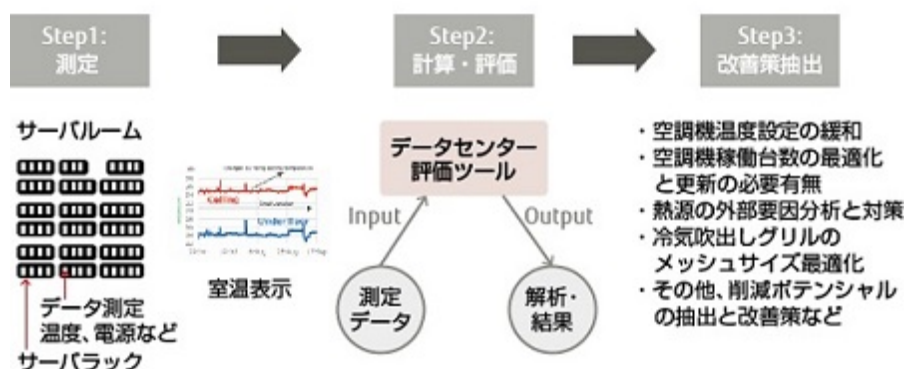 Step1:
測定
Step2:
計算・評価
Step3:
改善策抽出
サーバルーム
データ測定
温度、電源など
サーバラック
Ceiling
Under floor
室温表示
データセンター
評価ツール
Input
Output
測定
データ
解析・
結果
・空調機温度設定の緩和
・空調機稼働台数の最適化
と更新の必要有無
・熱源の外部要因分析と対策
・冷気吹出しグリルの
メッシュサイズ最適化
・その他、削減ポテンシャル
の抽出と改善策など